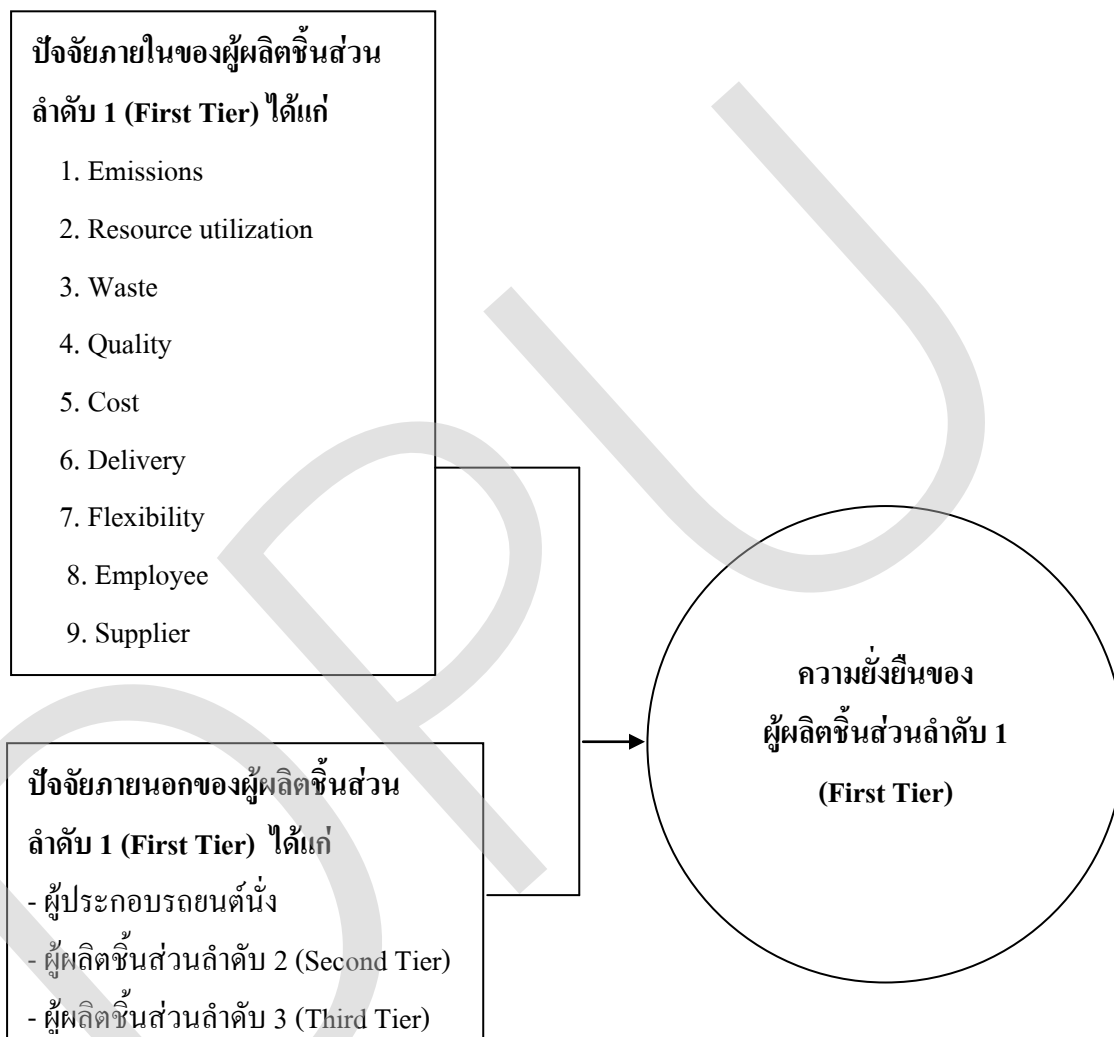 ปัจจัยภายในของผู้ผลิตชิ้นส่วน
ลำดับ 1 (First Tier) ได้แก่
1. Emissions
2. Resource utilization
3. Waste
4. Quality
5. Cost
6. Delivery
7. Flexibility
8. Employee
9. Supplier
ปัจจัยภายนอกของผู้ผลิตชิ้นส่วน
ลำดับ 1 (First Tier) ได้แก่
- ผู้ประกอบรถยนต์นั่ง
- ผู้ผลิตชิ้นส่วนลำดับ 2 (Second Tier)
- ผู้ผลิตชิ้นส่วนลำดับ 3 (Third Tier)
ความยั่งยืนของ
ผู้ผลิตชิ้นส่วนลำดับ 1
(First Tier)
DPU